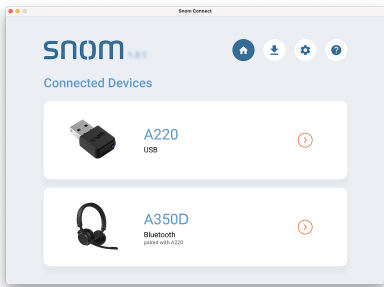 Snom Connect
snom
Connected Devices
A220
USB
A350D
Bluetooth
paired with A220